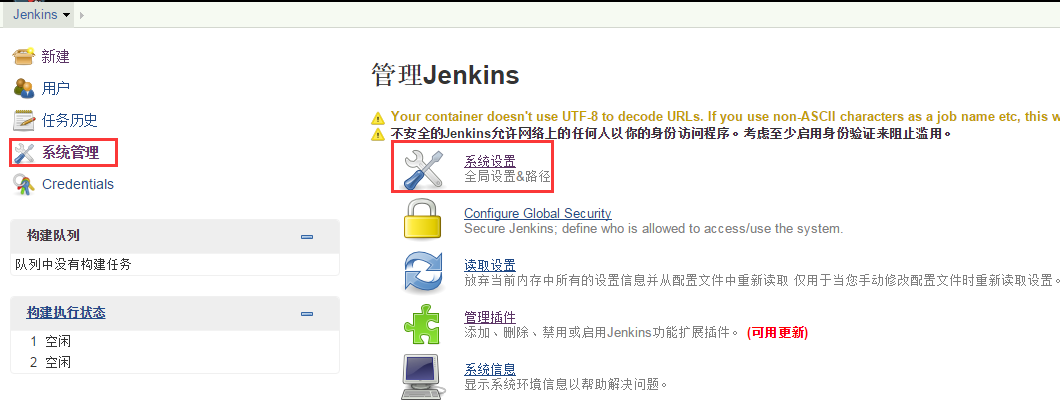 Jenkins
新建
用户
任务历史
系统管理
Credentials
构建队列
队列中没有构建任务
构建执行状态
1 空闲
2 空闲
管理Jenkins
Your container doesn't use UTF-8 to decode URLs. If you use non-ASCII characters as a job name etc, this w
不安全的Jenkins允许网络上的任何人以你的身份访问程序。考虑至少启用身份验证来阻止滥用。
系统设置
全局设置&路径
Configure Global Security
Secure Jenkins; define who is allowed to access/use the system.
读取设置
放弃当前内存中所有的设置信息并从配置文件中重新读取 仅用于当您手动修改配置文件时重新读取设置。
管理插件
添加、删除、禁用或启用Jenkins功能扩展插件。 (可用更新)
系统信息
显示系统环境信息以帮助解决问题。